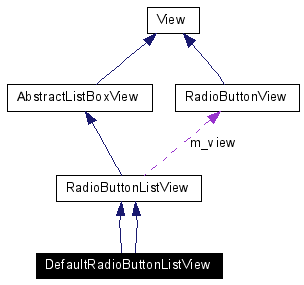 View
AbstractListBoxView
RadioButtonView
m_view
RadioButtonListView
DefaultRadioButtonListView